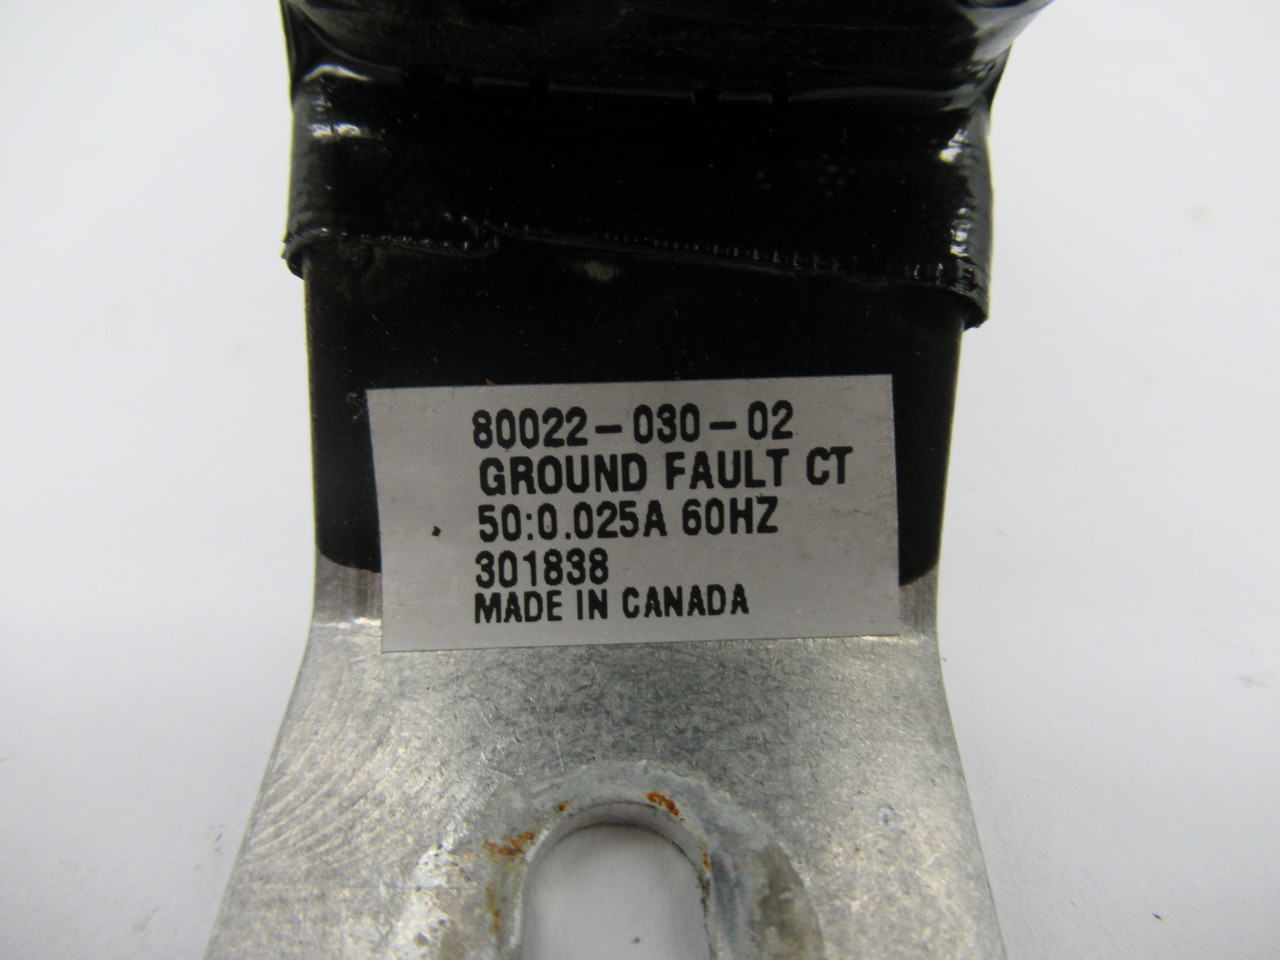 80022-030-02
GROUND FAULT CT
50:0.025A 60HZ
301838
MADE IN CANADA